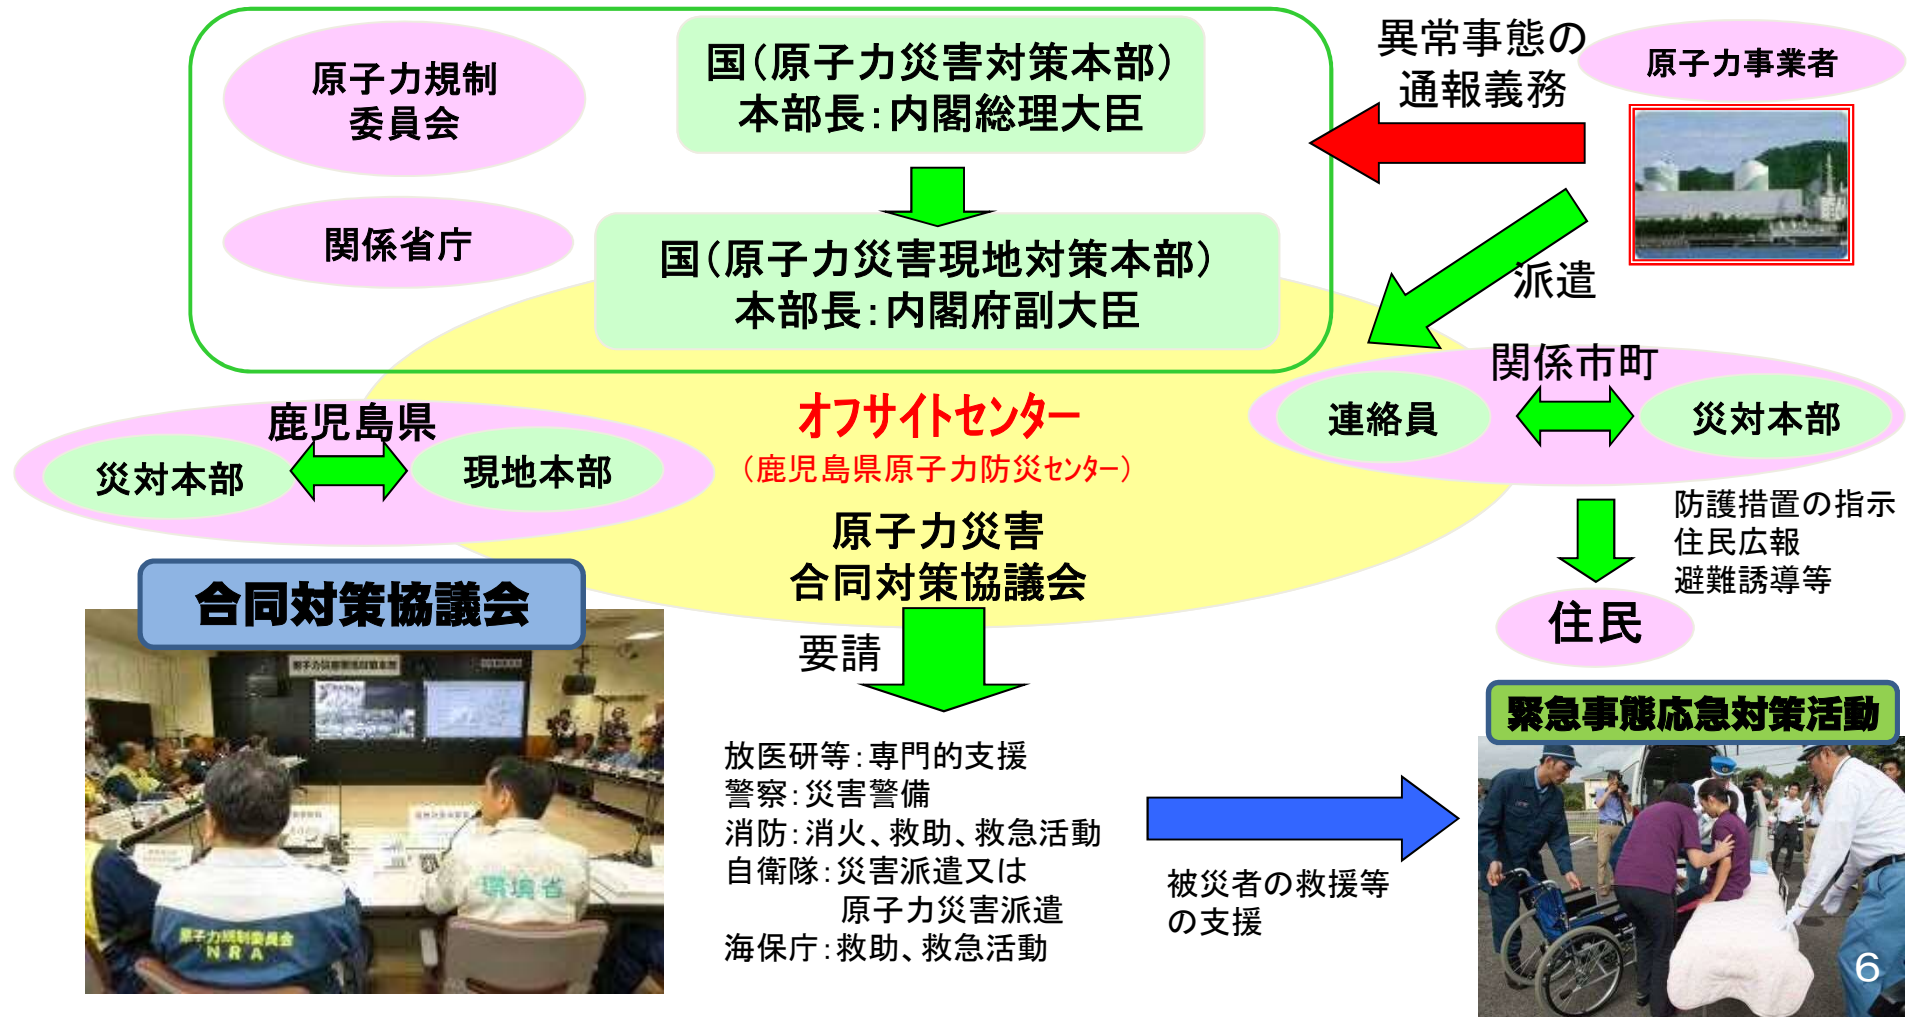 原子力規制
委員会
国(原子力災害対策本部)
本部長:内閣総理大臣
異常事態の
通報義務
原子力事業者
関係省庁
国(原子力災害現地対策本部)
本部長:内閣府副大臣
派遣
鹿児島県
災対本部
現地本部
オフサイトセンター
(鹿児島県原子力防災センター)
関係市町
連絡員
災対本部
原子力災害
合同対策協議会
防護措置の指示
住民広報
避難誘導等
住民
合同対策協議会
原子力規制委員会
NRA
環境省
要請
放医研等:専門的支援
警察:災害警備
消防:消火、救助、救急活動
自衛隊:災害派遣又は
原子力災害派遣
海保庁:救助、救急活動
被災者の救援等
の支援
緊急事態応急対策活動
6